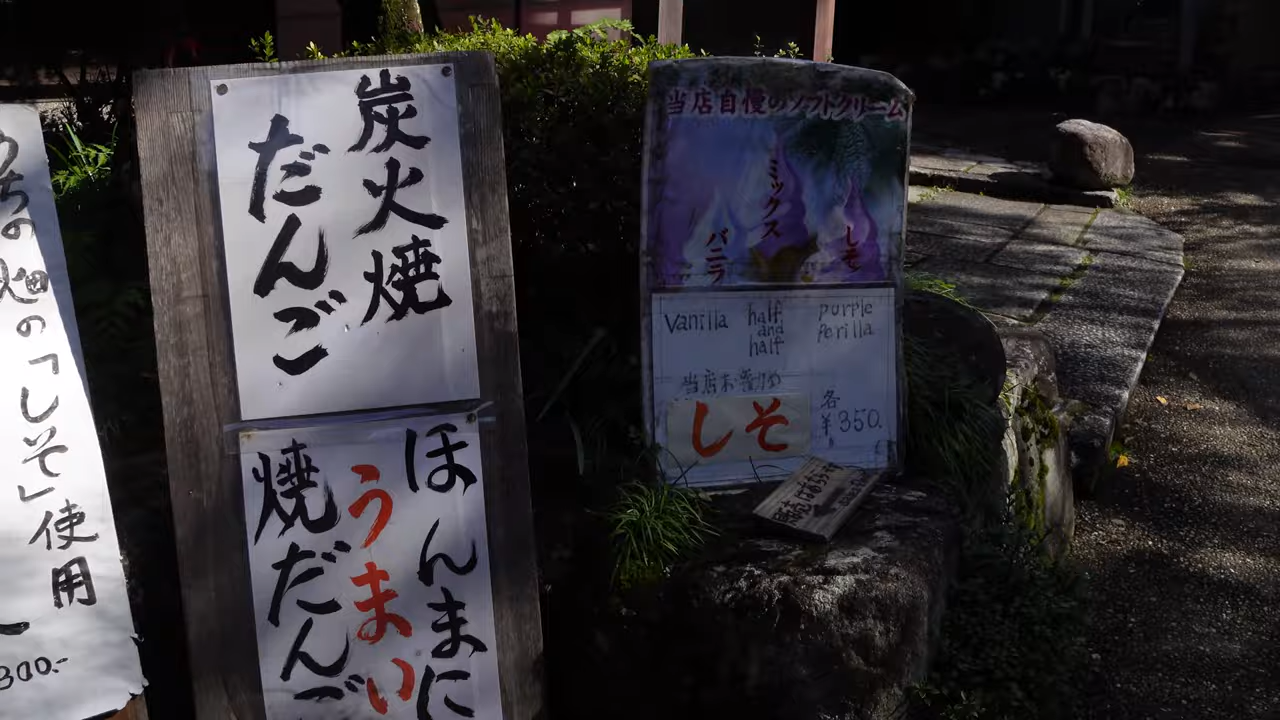 うちの畑の「しそ」使用
300.-
炭火焼
だんご
ほんまに
うまい
焼だんご
当店自慢のソフトクリーム
ミックス
バニラ
しそ
Vanilla
half
and
half
purple
Perilla
当店お奨め
しそ
各
¥350.